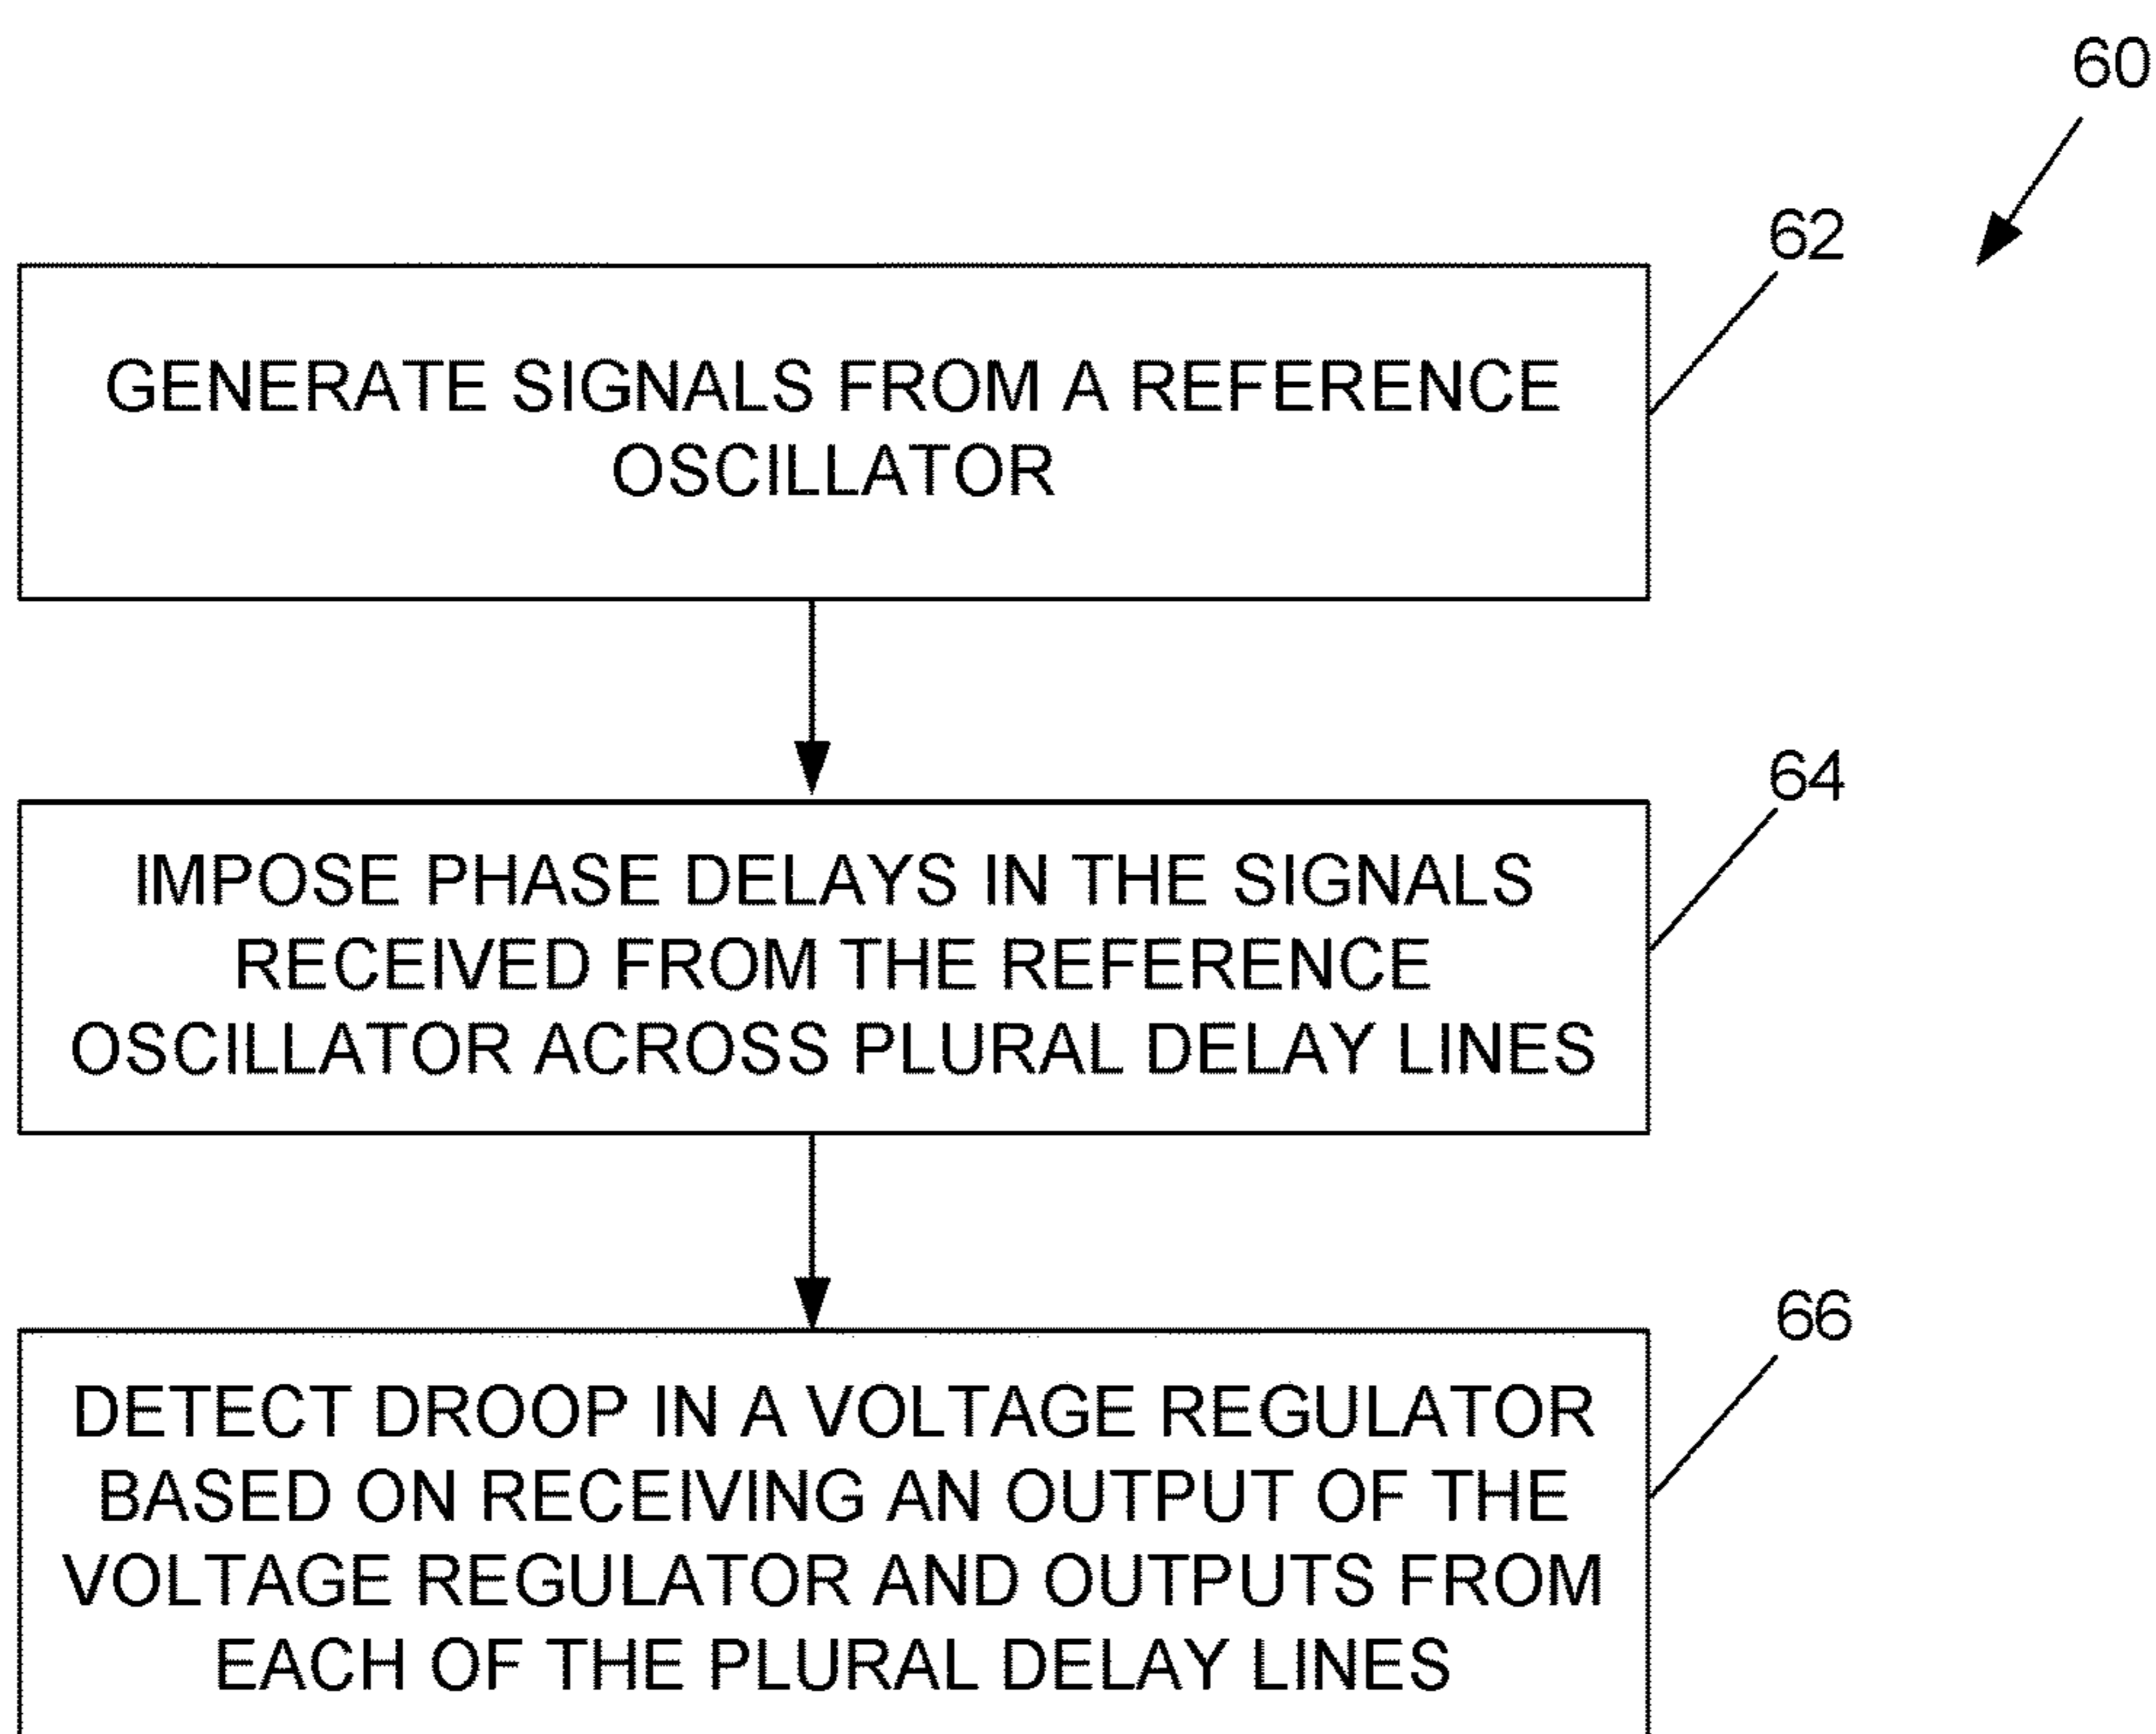 60
62
GENERATE SIGNALS FROM A REFERENCE
OSCILLATOR
64
IMPOSE PHASE DELAYS IN THE SIGNALS
RECEIVED FROM THE REFERENCE
OSCILLATOR ACROSS PLURAL DELAY LINES
66
DETECT DROOP IN A VOLTAGE REGULATOR
BASED ON RECEIVING AN OUTPUT OF THE
VOLTAGE REGULATOR AND OUTPUTS FROM
EACH OF THE PLURAL DELAY LINES